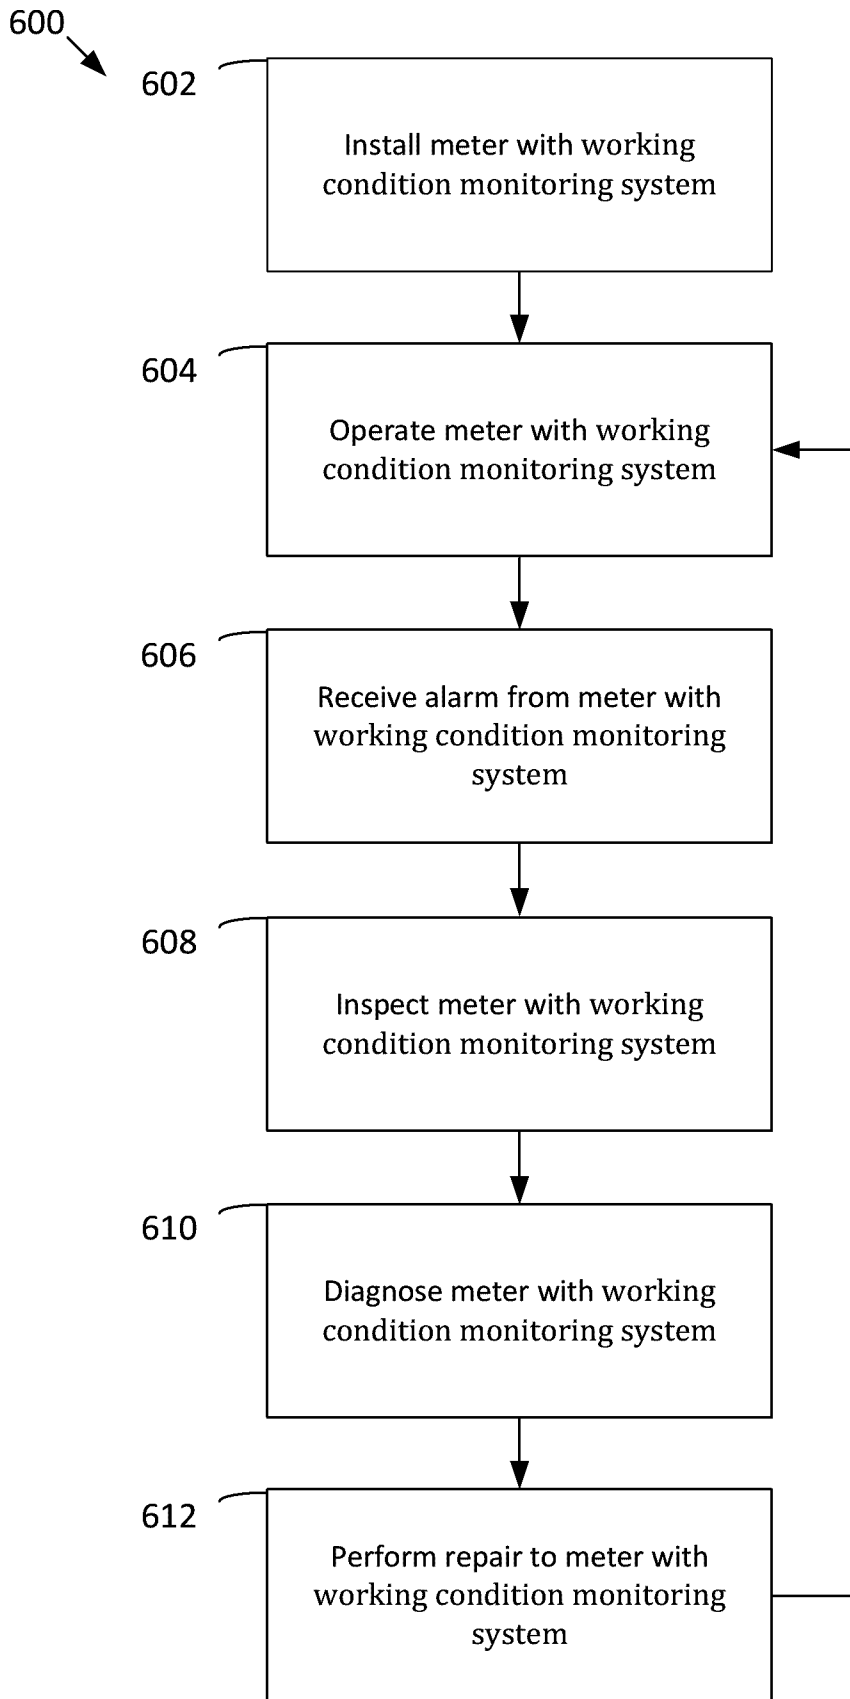 600
602
Install meter with working
condition monitoring system
604
Operate meter with working
condition monitoring system
606
Receive alarm from meter with
working condition monitoring
system
608
Inspect meter with working
condition monitoring system
610
Diagnose meter with working
condition monitoring system
612
Perform repair to meter with
working condition monitoring
system